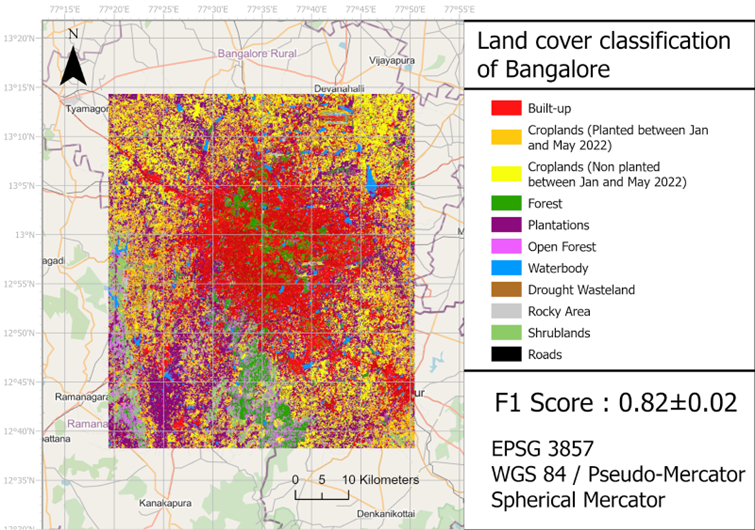 77°15'E 77°20'E 77°25'E 77°30'E 77°35'E 77°40'E 77°45'E 77°50'E 77°55'E
13°20'N
N
Bangalore Rural
Vijayapura
13°15'N
Devanahalli
Tyamagor
13°10'N
13°5'N
13°N
M
agadi
12°55'N
12°50'N
12°45'N
Ramanagara
ur
Ramana
attana
12°40'N
12°35'N
0 5 10 Kilometers
Kanakapura
Denkanikottai
12°30'N
Land cover classification
of Bangalore
Built-up
Croplands (Planted between Jan
and May 2022)
Croplands (Non planted
between Jan and May 2022)
Forest
Plantations
Open Forest
Waterbody
Drought Wasteland
Rocky Area
Shrublands
Roads
F1 Score : 0.82±0.02
EPSG 3857
WGS 84 / Pseudo-Mercator
Spherical Mercator